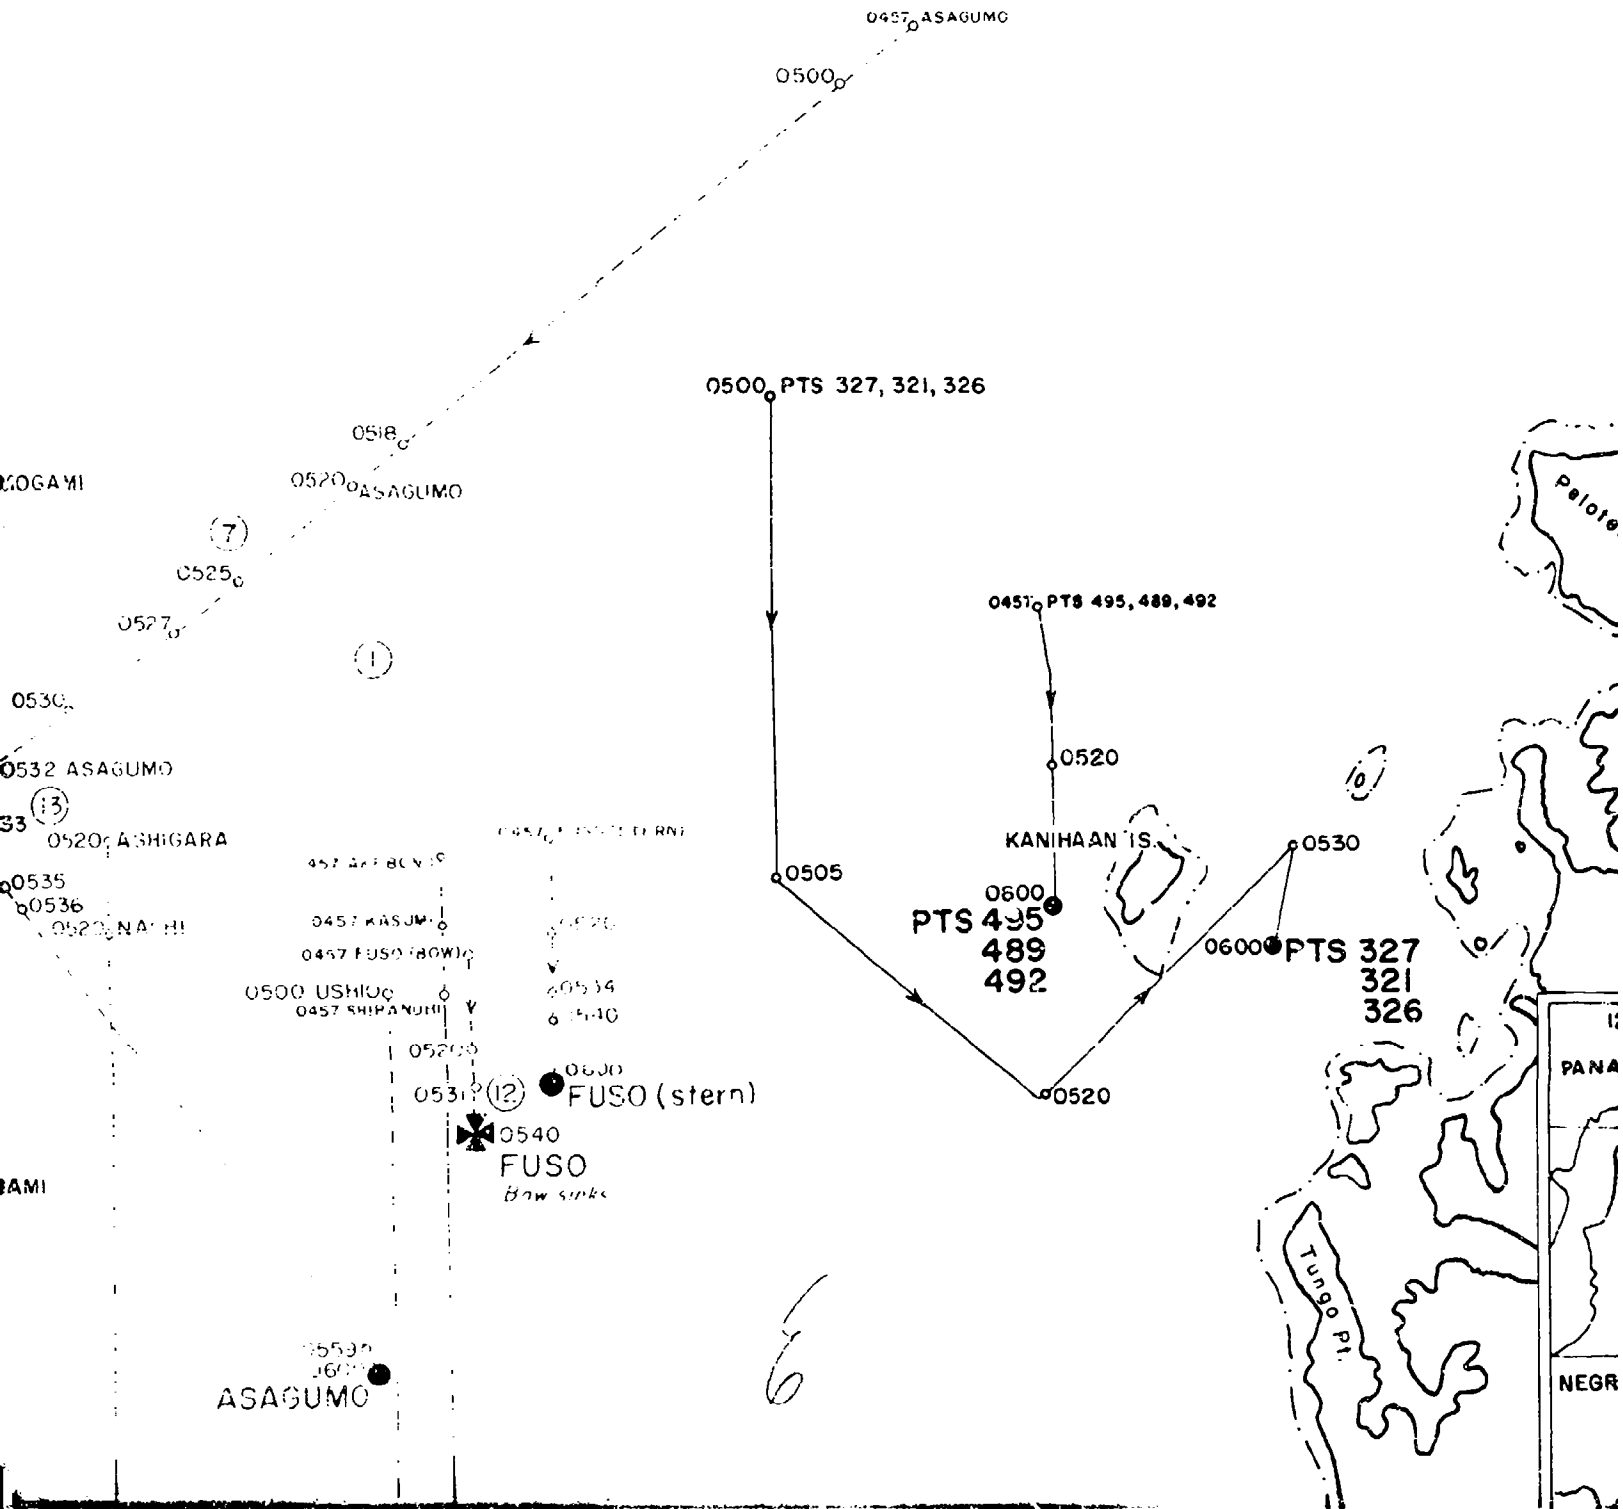 0457 ASAGUMO
0500
0500 PTS 327, 321, 326
0518
0520 ASAGUMO
7
0525
0527
0457 PTS 495, 489, 492
1
0530
0532 ASAGUMO
0520
13
33
0520 ASHIGARA
KANIHAAN IS.
0530
0505
0535
0536
0600
PTS 495
489
492
0600 PTS 327
321
326
0457 KASUMI
0457 FUSO (BOW)
0500 USHIO
0534
0520
0531
12
0600
FUSO (stern)
0540
FUSO
Bow sinks
0520
Tungo Pt.
ASAGUMO
6
PANA
NEGR